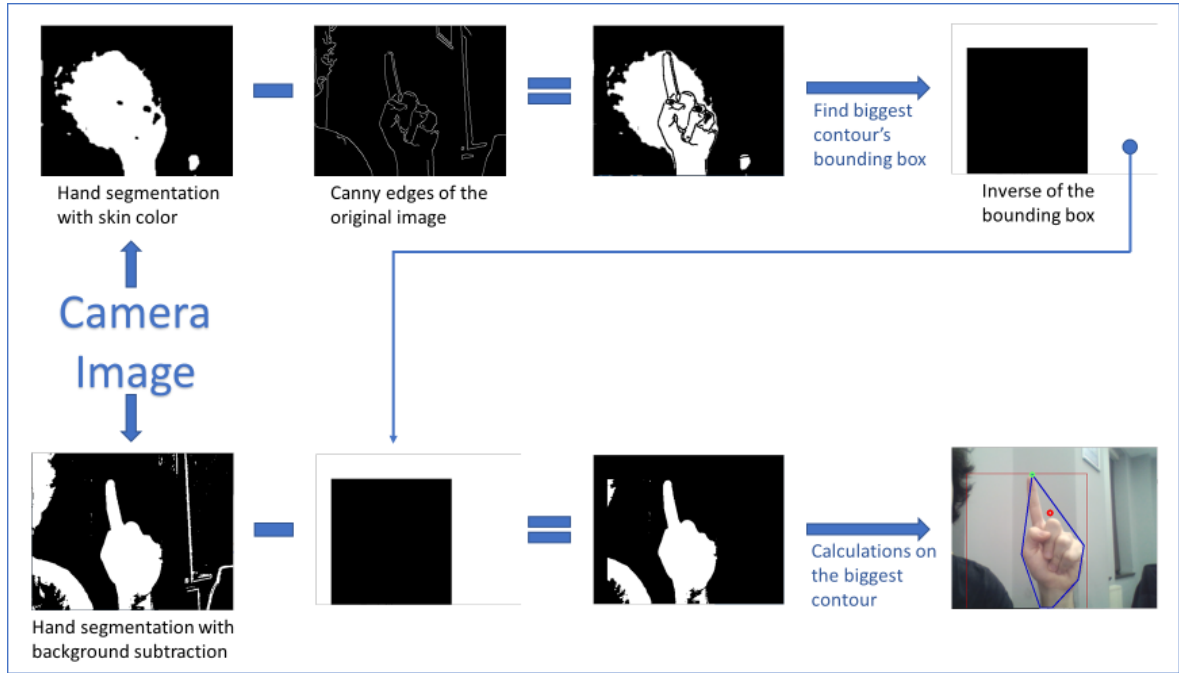 Hand segmentation
with skin color
Canny edges of the
original image
Find biggest
contour's
bounding box
Inverse of the
bounding box
Camera
Image
Hand segmentation with
background subtraction
Calculations on
the biggest
contour